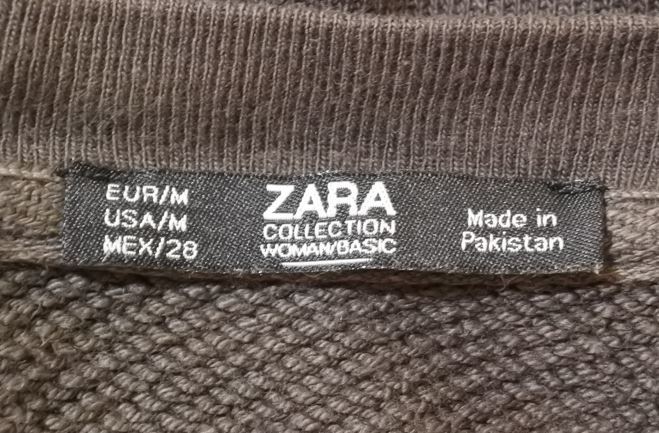 EUR/M
USA/M
MEX/28
ZARA
COLLECTION
WOMAN/BASIC
Made in
Pakistan